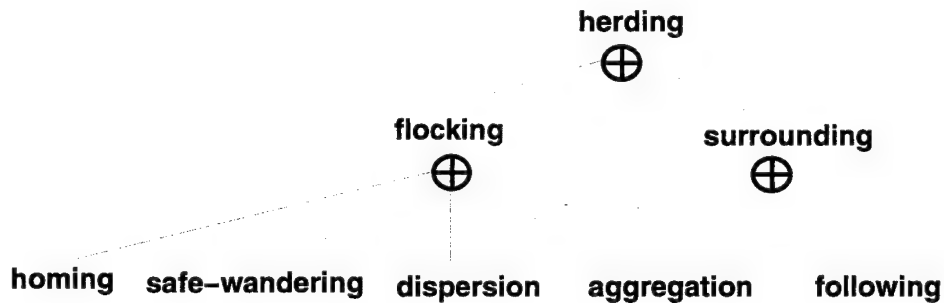 herding
flocking
surrounding
homing safe–wandering dispersion aggregation following